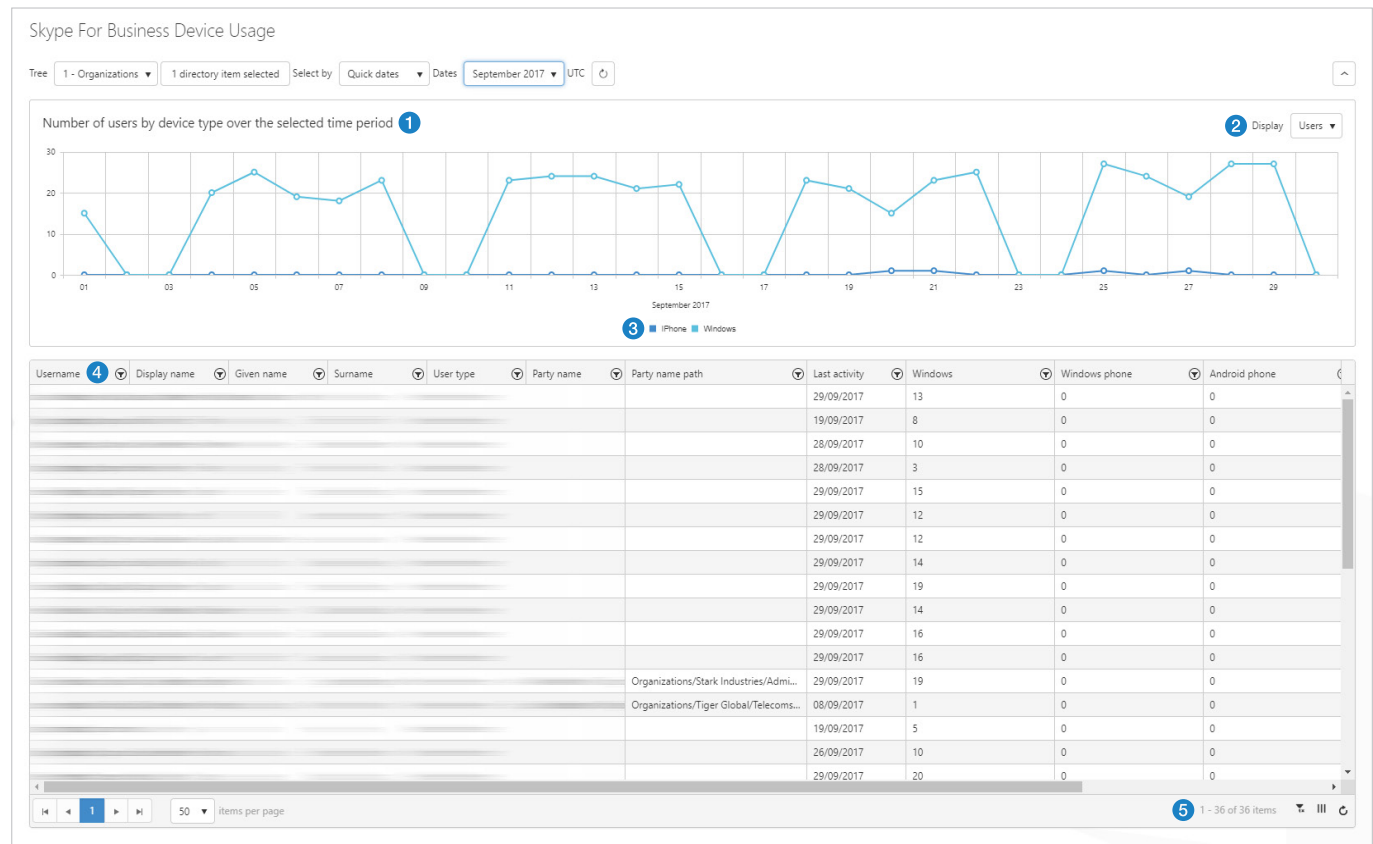 Skype For Business Device Usage
Tree 1 - Organizations 1 directory item selected Select by Quick dates Dates September 2017 UTC
Number of users by device type over the selected time period 1
2 Display Users
30
20
10
0
01 03 05 07 09 11 13 15 17 19 21 23 25 27 29
September 2017
3 IPhone Windows
Username 4 Display name Given name Surname User type Party name Party name path Last activity Windows Windows phone Android phone
29/09/2017 13 0 0
19/09/2017 8 0 0
28/09/2017 10 0 0
28/09/2017 3 0 0
29/09/2017 15 0 0
29/09/2017 12 0 0
29/09/2017 12 0 0
29/09/2017 14 0 0
29/09/2017 19 0 0
29/09/2017 14 0 0
29/09/2017 16 0 0
29/09/2017 16 0 0
Organizations/Stark Industries/Admi... 29/09/2017 19 0 0
Organizations/Tiger Global/Telecoms... 08/09/2017 1 0 0
19/09/2017 5 0 0
26/09/2017 10 0 0
29/09/2017 20 0 0
1 50 items per page 5 1 - 36 of 36 items